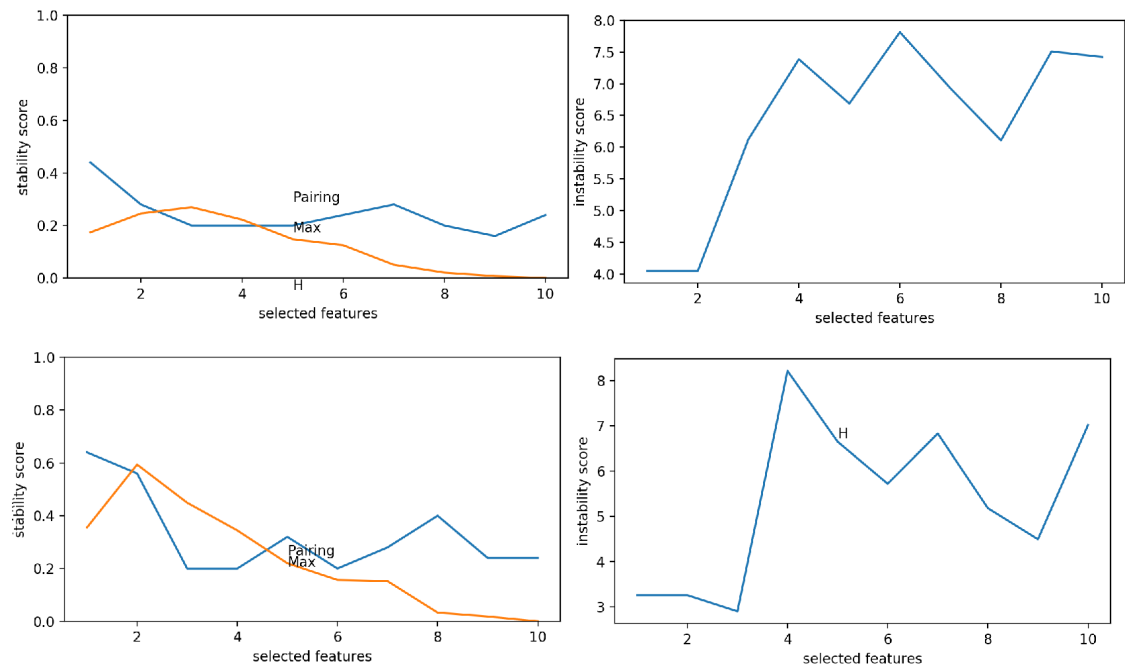 1.0
0.8
0.6
0.4
0.2
0.0
stability score
Pairing
Max
H
2 4 6 8 10
selected features
8.0
7.5
7.0
6.5
6.0
5.5
5.0
4.5
4.0
instability score
2 4 6 8 10
selected features
1.0
0.8
0.6
0.4
0.2
0.0
stability score
Pairing
Max
2 4 6 8 10
selected features
8
7
6
5
4
3
instability score
H
2 4 6 8 10
selected features